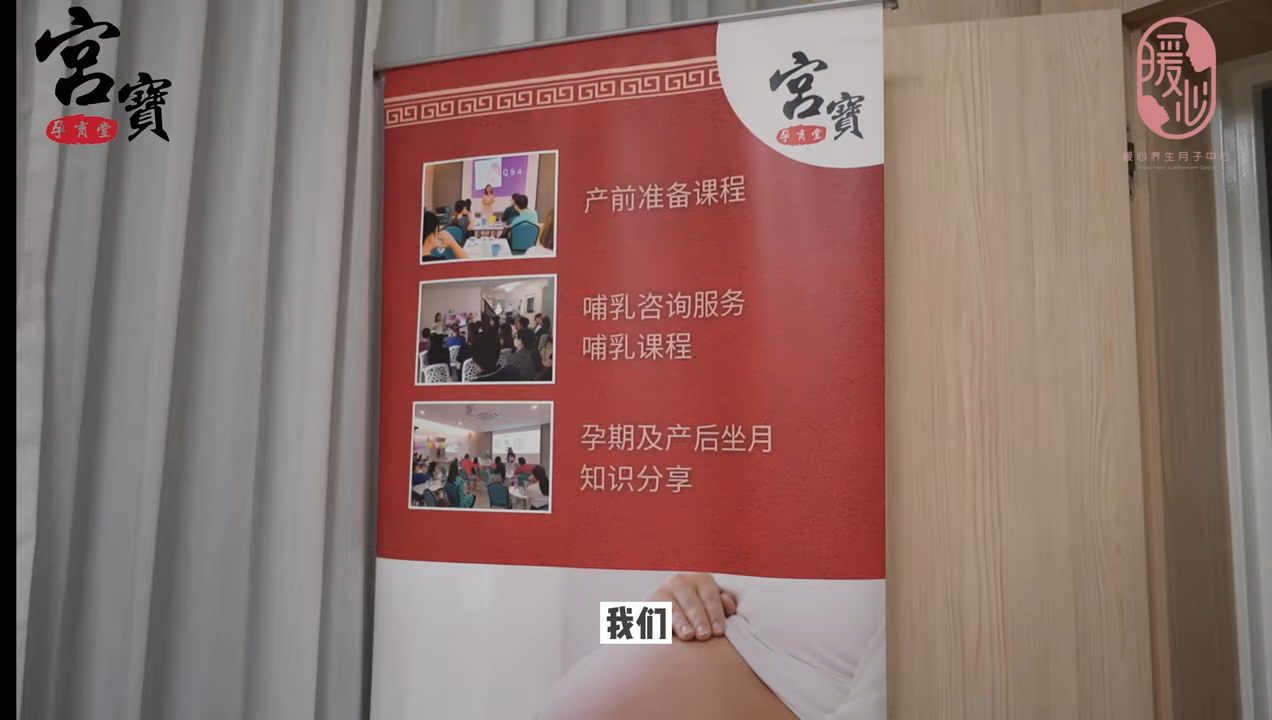 宮寶
孕育堂
暖心
暖心养生月子中心
宮寶
孕育堂
Q&A
产前准备课程
哺乳咨询服务
哺乳课程
孕期及产后坐月
知识分享
我们